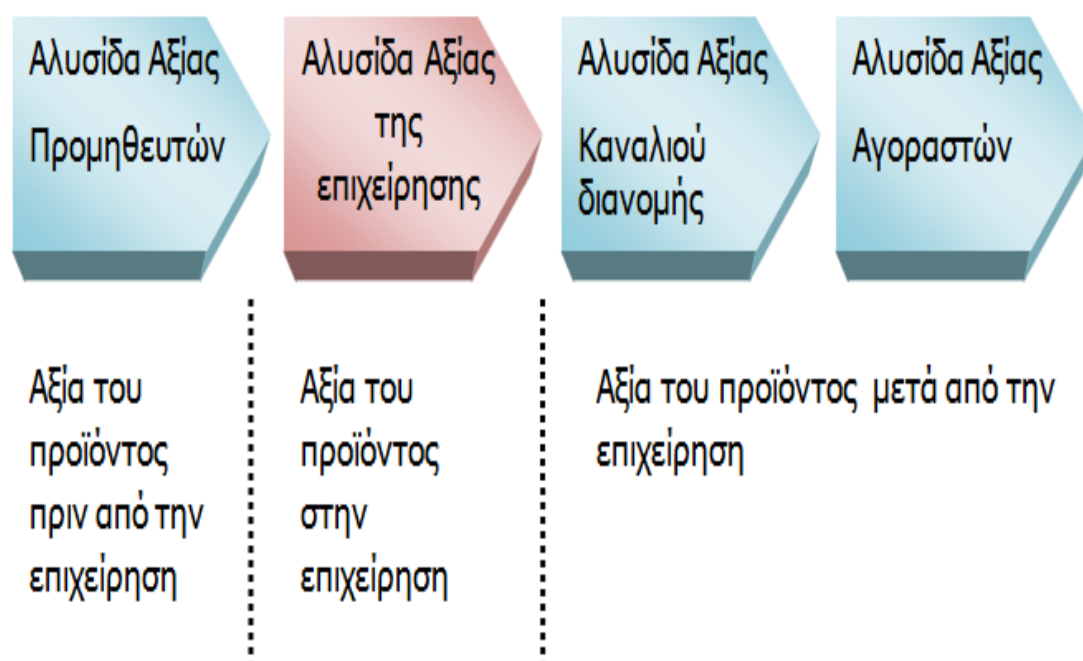 Αλυσίδα Αξίας
Προμηθευτών
Αλυσίδα Αξίας
της
επιχείρησης
Αλυσίδα Αξίας
Καναλιού
διανομής
Αλυσίδα Αξίας
Αγοραστών
Αξία του
προϊόντος
πριν από την
επιχείρηση
Αξία του
προϊόντος
στην
επιχείρηση
Αξία του προϊόντος μετά από την
επιχείρηση